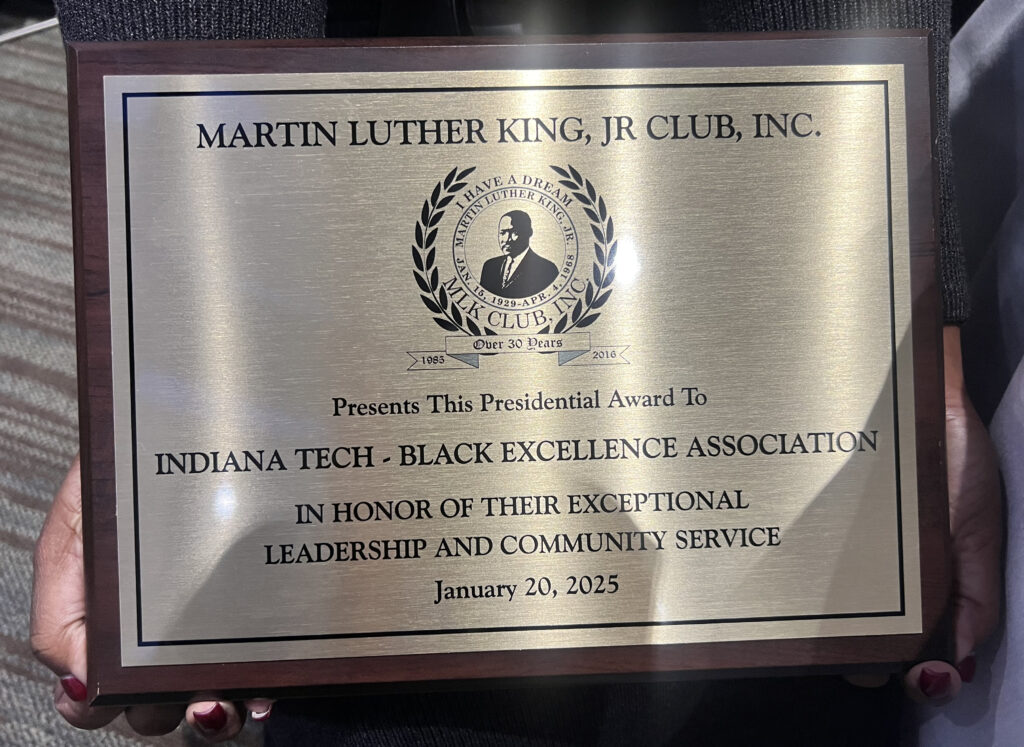 MARTIN LUTHER KING, JR CLUB, INC.
I HAVE A DREAM
MARTIN LUTHER KING, JR.
JAN. 15, 1929-APR. 4, 1968
MLK CLUB, INC.
Over 30 Years
1985 2016
Presents This Presidential Award To
INDIANA TECH - BLACK EXCELLENCE ASSOCIATION
IN HONOR OF THEIR EXCEPTIONAL
LEADERSHIP AND COMMUNITY SERVICE
January 20, 2025